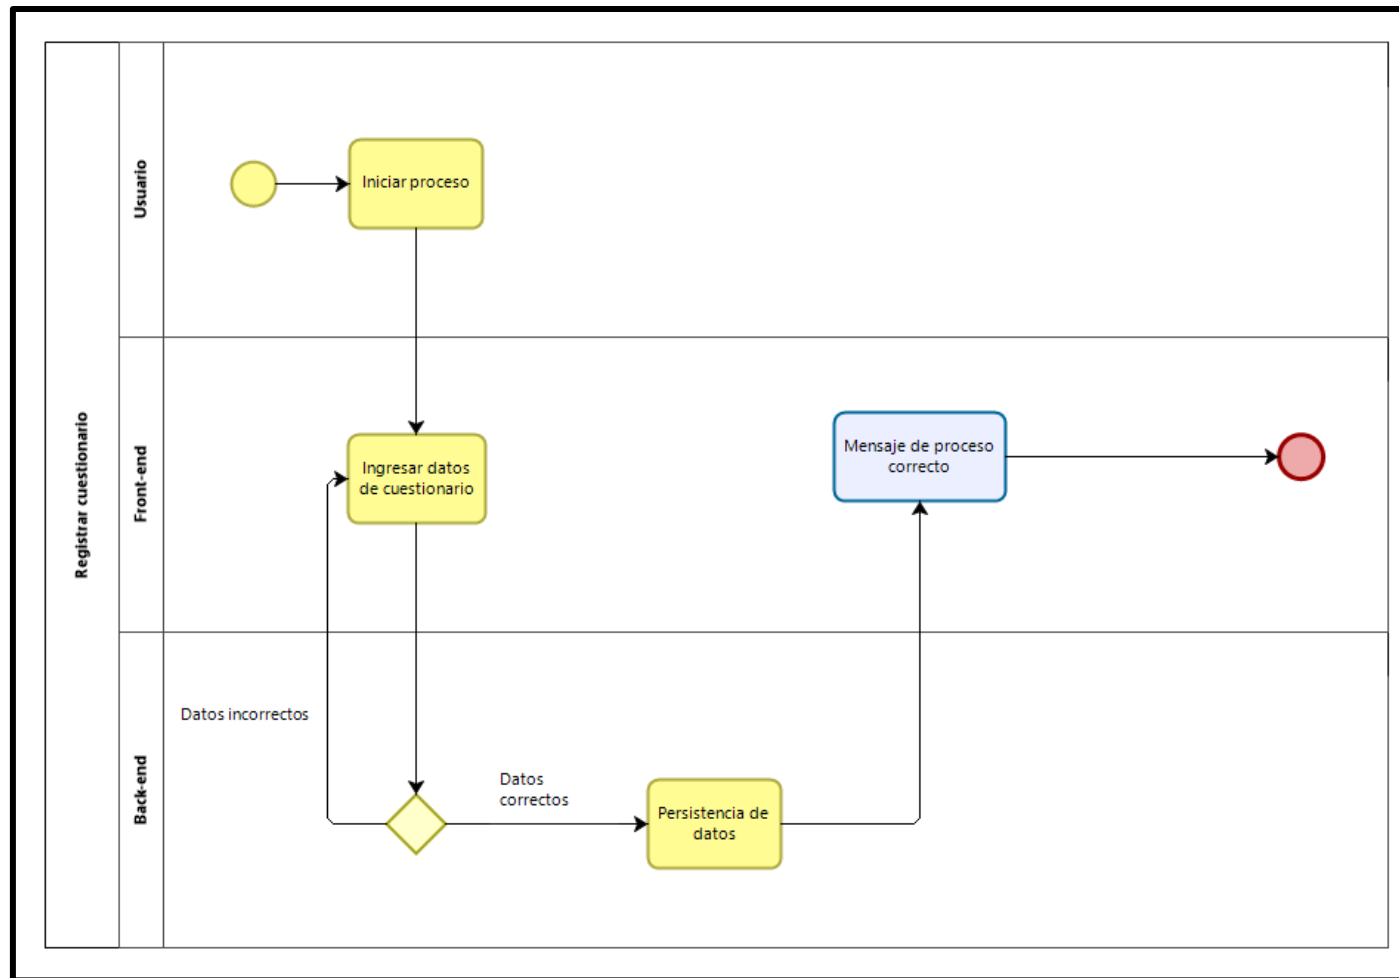 Registrar cuestionario
Usuario
Iniciar proceso
Front-end
Ingresar datos
de cuestionario
Mensaje de proceso
correcto
Back-end
Datos incorrectos
Datos
correctos
Persistencia de
datos